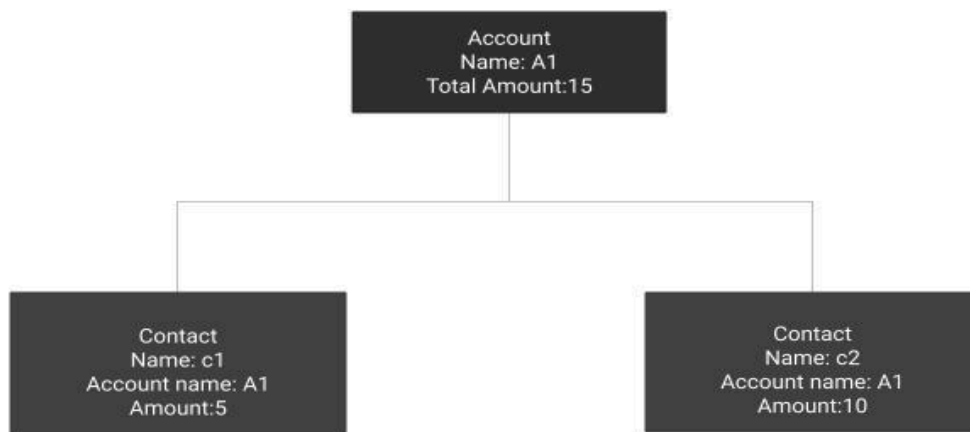 Account
Name: A1
Total Amount:15
Contact
Name: c1
Account name: A1
Amount:5
Contact
Name: c2
Account name: A1
Amount:10